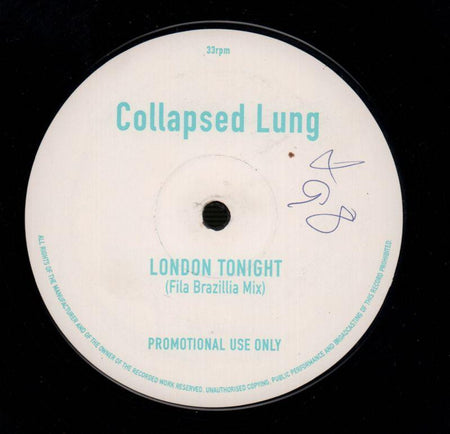 33rpm
Collapsed Lung
498
LONDON TONIGHT
(Fila Brazillia Mix)
PROMOTIONAL USE ONLY
ALL RIGHTS OF THE MANUFACTURER AND OF THE OWNER OF THE RECORDED WORK RESERVED. UNAUTHORISED COPYING, PUBLIC PERFORMANCE AND BROADCASTING OF THIS RECORD PROHIBITED.